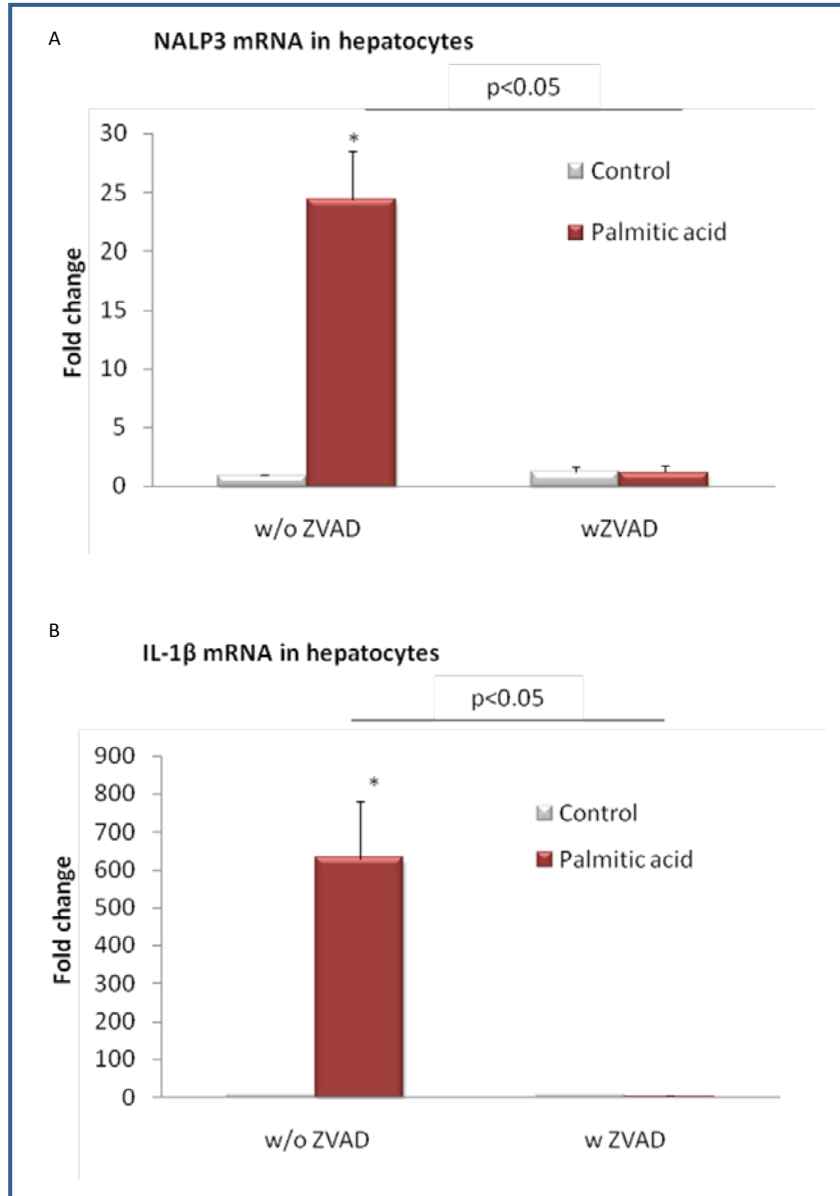 A
NALP3 mRNA in hepatocytes
p<0.05
30
*
25
20
15
10
5
0
Fold change
Control
Palmitic acid
w/o ZVAD
wZVAD
B
IL-1β mRNA in hepatocytes
p<0.05
900
800
*
700
600
500
400
300
200
100
0
Fold change
Control
Palmitic acid
w/o ZVAD
w ZVAD